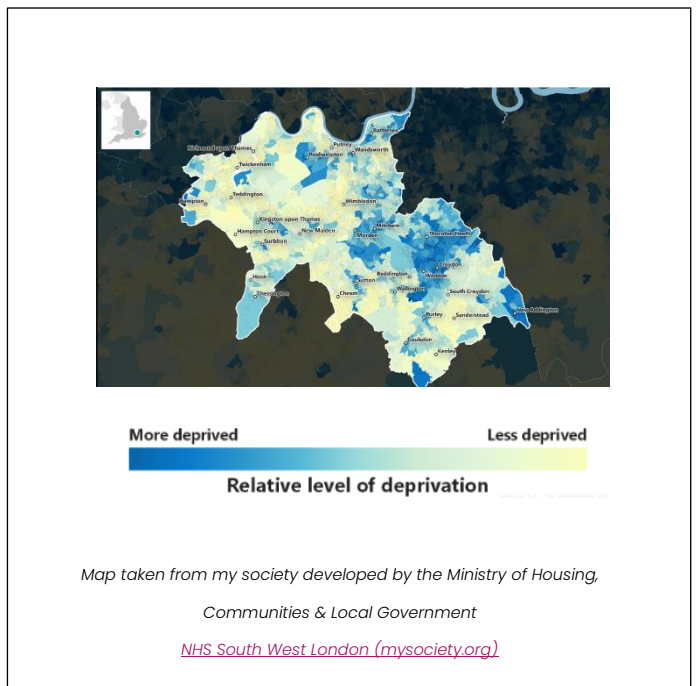 Battersea
Putney
Wandsworth
Richmond upon Thames
Roehampton
Twickenham
Teddington
Hampton
Wimbledon
Kingston upon Thames
Hampton Court
New Malden
Surbiton
Mitcham
Morden
Thornton Heath
Croydon
Beddington
Waddon
Hook
Chessington
Sutton
Wallington
Cheam
South Croydon
New Addington
Purley
Sanderstead
Coulsdon
Kenley
More deprived Less deprived
Relative level of deprivation
Map taken from my society developed by the Ministry of Housing,
Communities & Local Government
NHS South West London (mysociety.org)